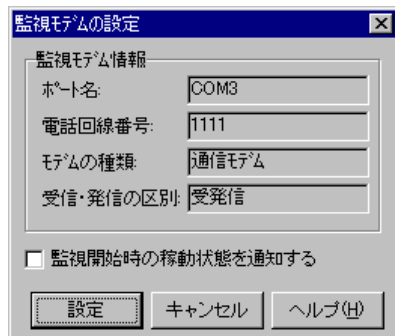 監視ﾓﾃﾞﾑの設定
監視ﾓﾃﾞﾑ情報
ﾎﾟｰﾄ名: COM3
電話回線番号: 1111
ﾓﾃﾞﾑの種類: 通信ﾓﾃﾞﾑ
受信・発信の区別: 受発信
監視開始時の稼動状態を通知する
設定 キャンセル ヘルプ(H)